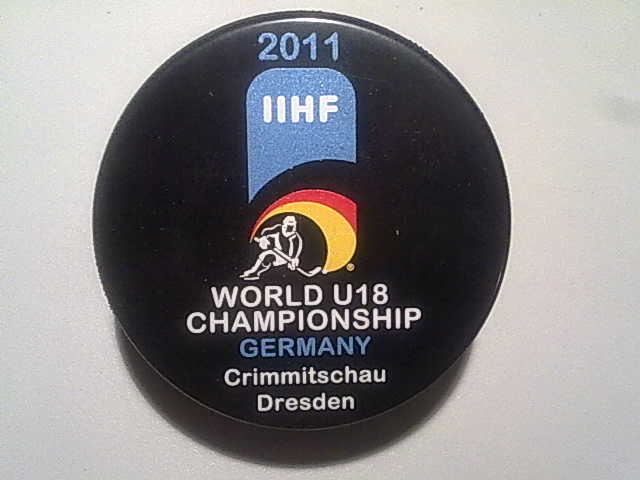 2011
IIHF
WORLD U18
CHAMPIONSHIP
GERMANY
Crimmitschau
Dresden